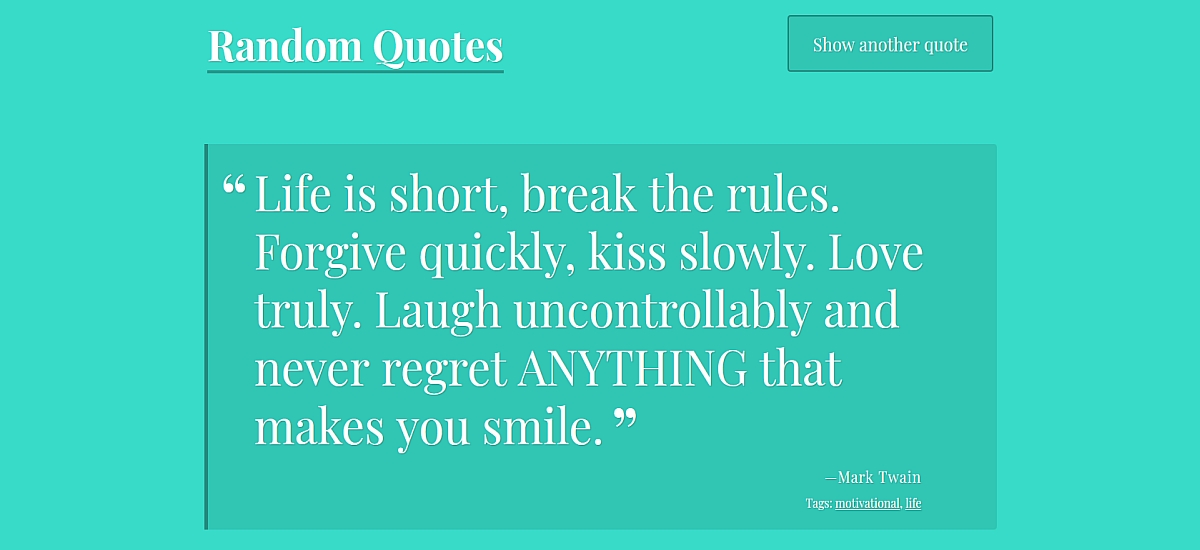 Random Quotes
Show another quote
“Life is short, break the rules.
Forgive quickly, kiss slowly. Love
truly. Laugh uncontrollably and
never regret ANYTHING that
makes you smile.”
—Mark Twain
Tags: motivational, life